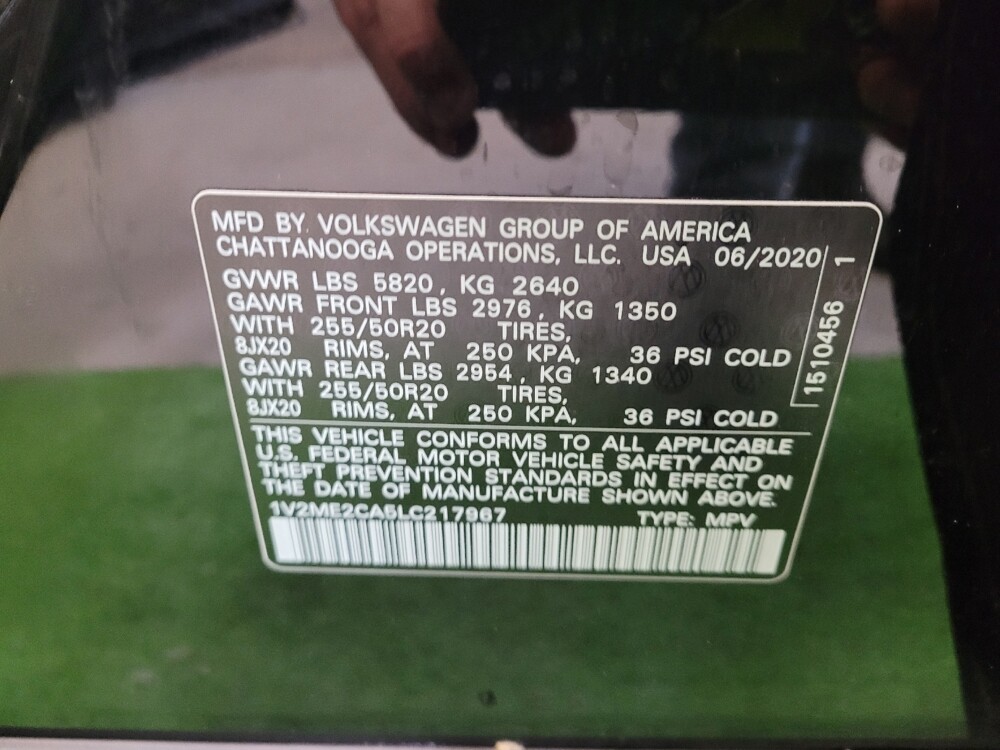 MFD BY VOLKSWAGEN GROUP OF AMERICA
CHATTANOOGA OPERATIONS, LLC. USA 06/2020
GVWR LBS 5820, KG 2640
GAWR FRONT LBS 2976, KG 1350
WITH 255/50R20 TIRES,
8JX20 RIMS, AT 250 KPA, 36 PSI COLD
GAWR REAR LBS 2954, KG 1340
WITH 255/50R20 TIRES,
8JX20 RIMS, AT 250 KPA, 36 PSI COLD
1510456 1
THIS VEHICLE CONFORMS TO ALL APPLICABLE
U.S. FEDERAL MOTOR VEHICLE SAFETY AND
THEFT PREVENTION STANDARDS IN EFFECT ON
THE DATE OF MANUFACTURE SHOWN ABOVE.
1V2ME2CA5LC217967 TYPE: MPV